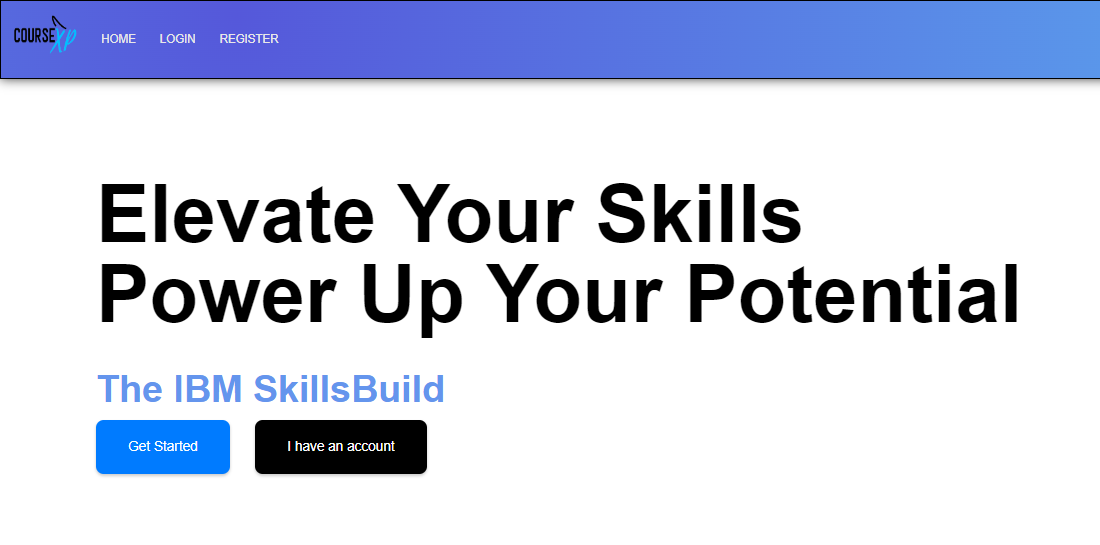 COURSE XP
HOME LOGIN REGISTER
Elevate Your Skills
Power Up Your Potential
The IBM SkillsBuild
Get Started
I have an account